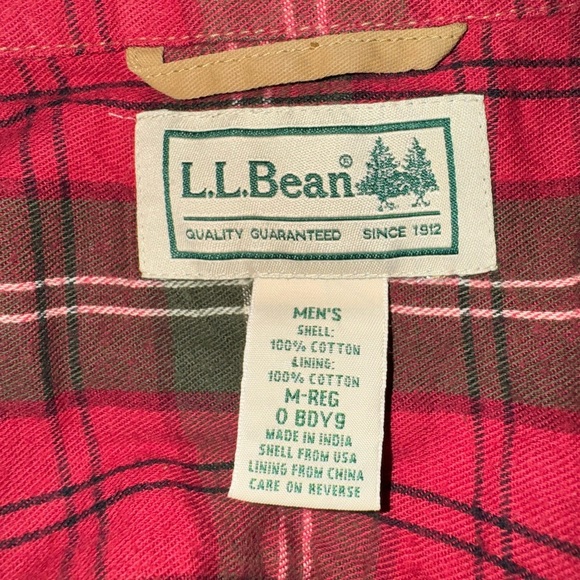 L.L.Bean®
QUALITY GUARANTEED SINCE 1912
MEN'S
SHELL:
100% COTTON
LINING:
100% COTTON
M-REG
0 BDY9
MADE IN INDIA
SHELL FROM USA
LINING FROM CHINA
CARE ON REVERSE